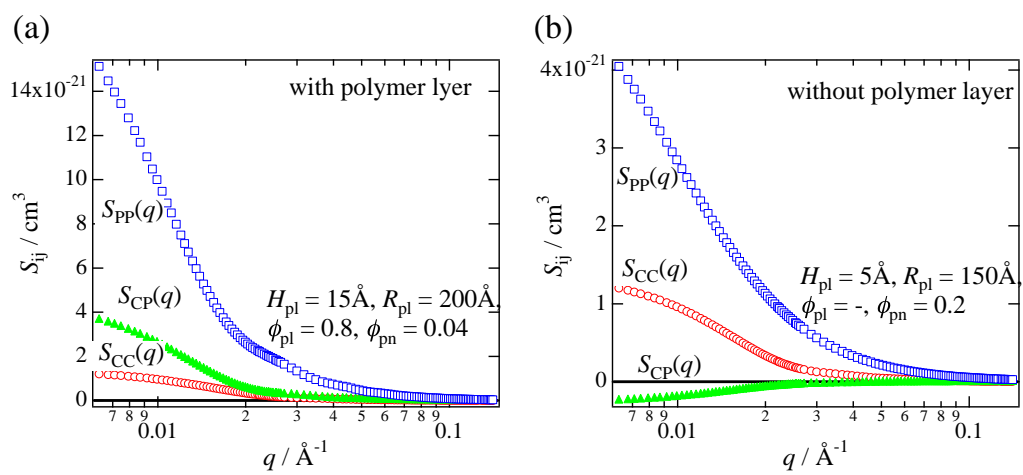 (a)
with polymer lyer
14x10⁻²¹
12
10
8
6
4
2
0
S_ij / cm³
S_PP(q)
S_CP(q)
S_CC(q)
H_pl = 15Å, R_pl = 200Å,
ϕ_pl = 0.8, ϕ_pn = 0.04
7 8 9 2 3 4 5 6 7 8 9
0.01 0.1
q / Å⁻¹
(b)
without polymer layer
4x10⁻²¹
3
2
1
0
S_ij / cm³
S_PP(q)
S_CC(q)
S_CP(q)
H_pl = 5Å, R_pl = 150Å,
ϕ_pl = -, ϕ_pn = 0.2
7 8 9 2 3 4 5 6 7 8 9
0.01 0.1
q / Å⁻¹